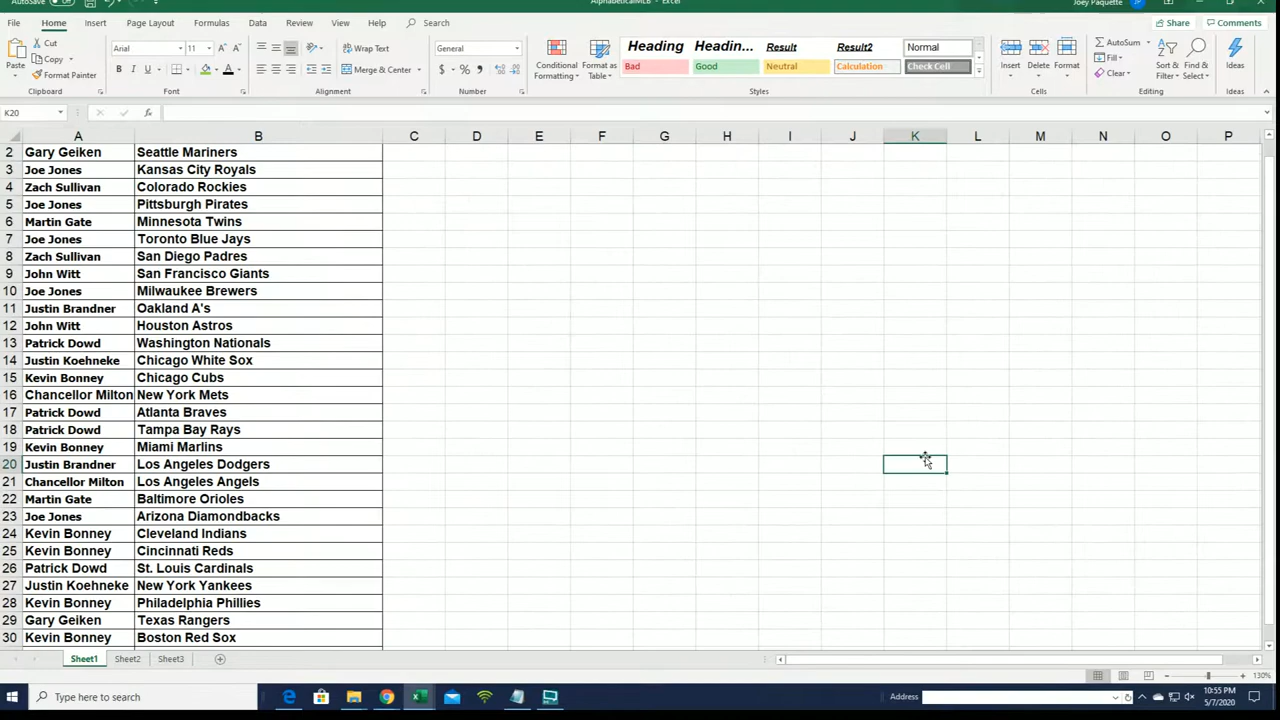 AutoSave Off AlphabeticalMLB - Excel Joey Paquette
File Home Insert Page Layout Formulas Data Review View Help Search Share Comments
Paste Cut Copy Format Painter Clipboard
Arial 11 Font
Wrap Text Merge & Center Alignment
General Number
Conditional Formatting Format as Table
Heading Headin... Result Result2 Normal
Bad Good Neutral Calculation Check Cell
Styles
Insert Delete Format Cells
AutoSum Fill Clear Sort & Filter Find & Select Editing
Ideas Ideas
K20 fx
A B C D E F G H I J K L M N O P
2 Gary Geiken Seattle Mariners
3 Joe Jones Kansas City Royals
4 Zach Sullivan Colorado Rockies
5 Joe Jones Pittsburgh Pirates
6 Martin Gate Minnesota Twins
7 Joe Jones Toronto Blue Jays
8 Zach Sullivan San Diego Padres
9 John Witt San Francisco Giants
10 Joe Jones Milwaukee Brewers
11 Justin Brandner Oakland A's
12 John Witt Houston Astros
13 Patrick Dowd Washington Nationals
14 Justin Koehneke Chicago White Sox
15 Kevin Bonney Chicago Cubs
16 Chancellor Milton New York Mets
17 Patrick Dowd Atlanta Braves
18 Patrick Dowd Tampa Bay Rays
19 Kevin Bonney Miami Marlins
20 Justin Brandner Los Angeles Dodgers
21 Chancellor Milton Los Angeles Angels
22 Martin Gate Baltimore Orioles
23 Joe Jones Arizona Diamondbacks
24 Kevin Bonney Cleveland Indians
25 Kevin Bonney Cincinnati Reds
26 Patrick Dowd St. Louis Cardinals
27 Justin Koehneke New York Yankees
28 Kevin Bonney Philadelphia Phillies
29 Gary Geiken Texas Rangers
30 Kevin Bonney Boston Red Sox
Sheet1 Sheet2 Sheet3
130%
Type here to search Address 10:55 PM
5/7/2020